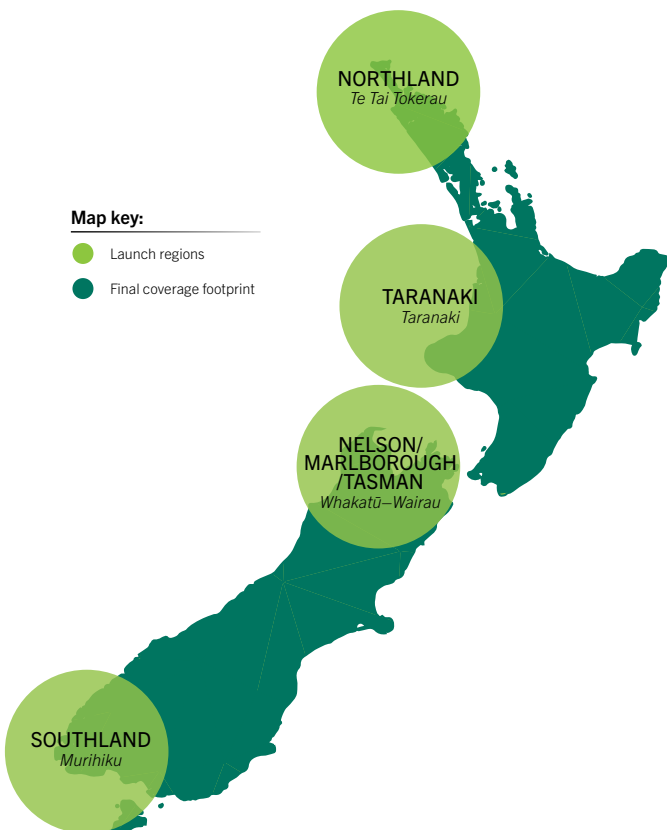 NORTHLAND
Te Tai Tokerau
Map key:
Launch regions
Final coverage footprint
TARANAKI
Taranaki
NELSON/
MARLBOROUGH
/TASMAN
Whakatū–Wairau
SOUTHLAND
Murihiku